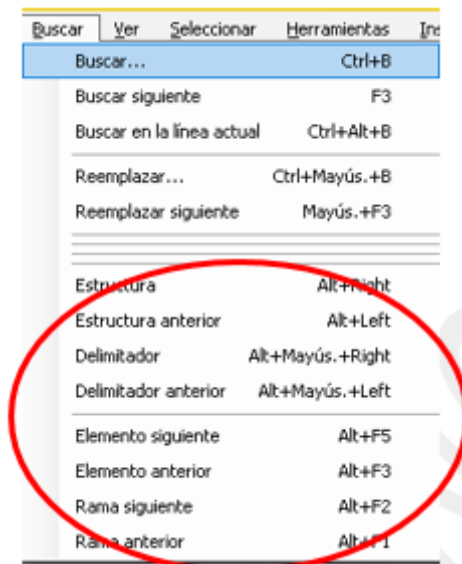 Buscar Ver Seleccionar Herramientas Ins
Buscar... Ctrl+B
Buscar siguiente F3
Buscar en la línea actual Ctrl+Alt+B
Reemplazar... Ctrl+Mayús.+B
Reemplazar siguiente Mayús.+F3
Estructura Alt+Right
Estructura anterior Alt+Left
Delimitador Alt+Mayús.+Right
Delimitador anterior Alt+Mayús.+Left
Elemento siguiente Alt+F5
Elemento anterior Alt+F3
Rama siguiente Alt+F2
Rama anterior Alt+F1